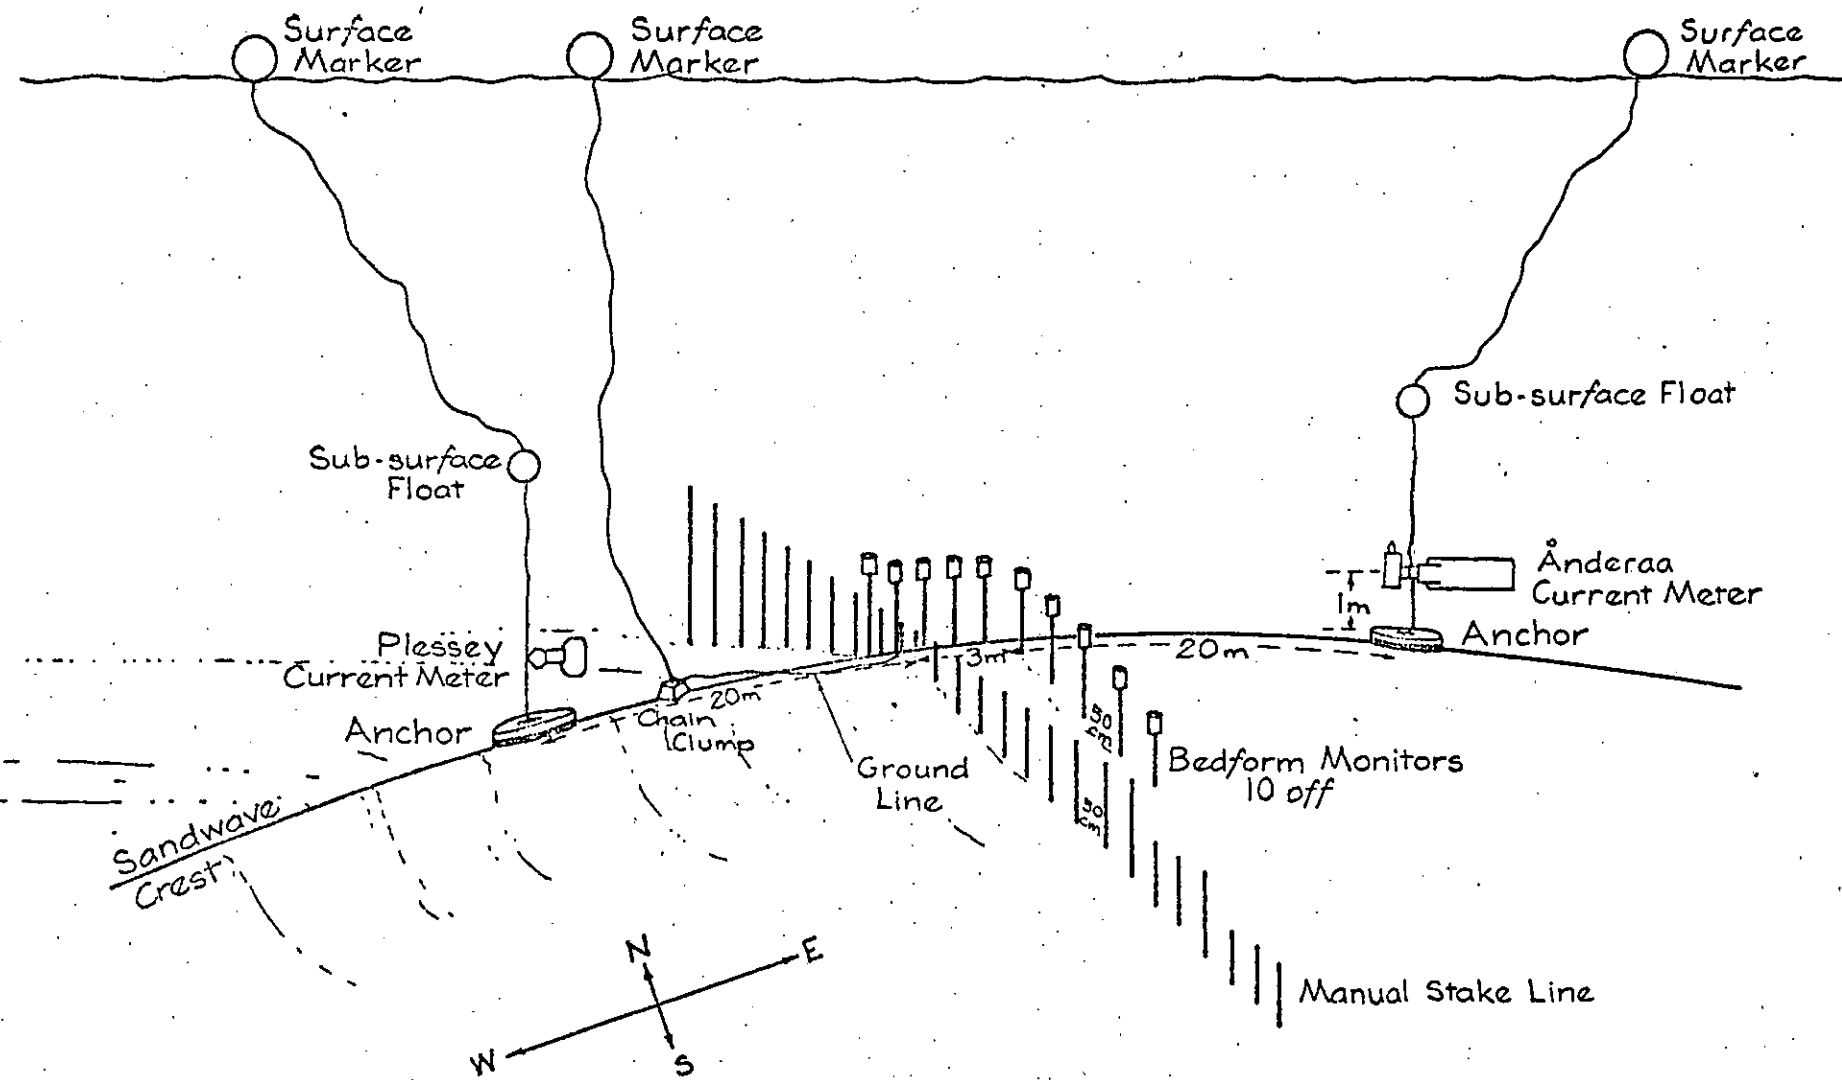 Surface
Marker
Surface
Marker
Surface
Marker
Sub-surface Float
Sub-surface
Float
Ånderaa
Current Meter
1m
Anchor
Plessey
Current Meter
3m
20m
20m
Chain
Clump
Anchor
50
cm
Bedform Monitors
10 off
Ground
Line
50
cm
Sandwave
Crest
N
E
W
S
Manual Stake Line